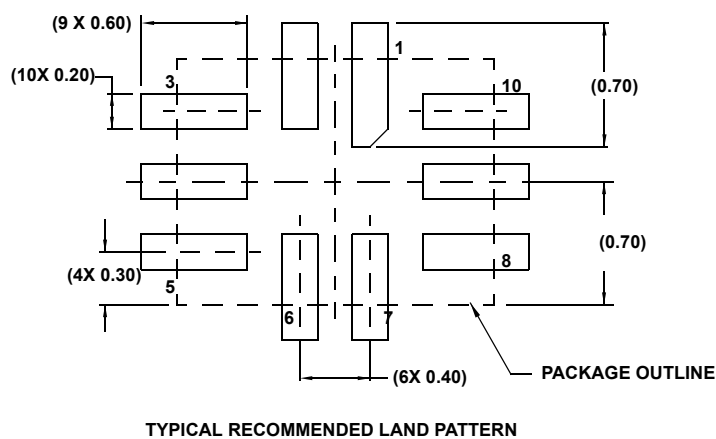 (9 X 0.60)
1
3
(10X 0.20)
10
(0.70)
(0.70)
(4X 0.30)
5
8
6
7
(6X 0.40)
PACKAGE OUTLINE
TYPICAL RECOMMENDED LAND PATTERN